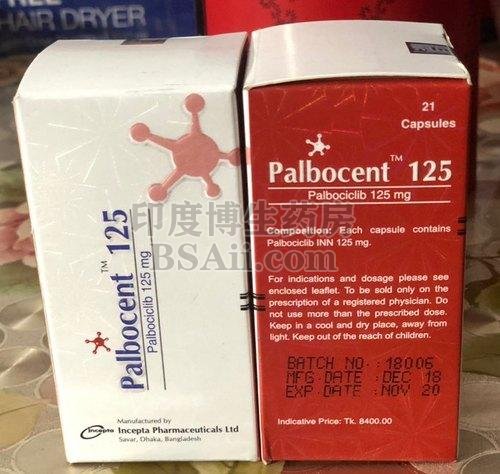 HAIR DRYER
Palbocent™ 125
Palbociclib 125 mg
Manufactured by
Incepta
Incepta Pharmaceuticals Ltd
Savar, Dhaka, Bangladesh
21
Capsules
Palbocent™ 125
Palbociclib 125 mg
Composition: Each capsule contains
Palbociclib INN 125 mg.
For indications and dosage please see
enclosed leaflet. To be sold only on the
prescription of a registered physician. Do
not use more than the prescribed dose.
Keep in a cool and dry place, away from
light. Keep out of the reach of children.
BATCH NO.: 18006
MFG DATE : DEC 18
EXP DATE : NOV 20
Indicative Price: Tk. 8400.00
印度博生药房
BSAii.com